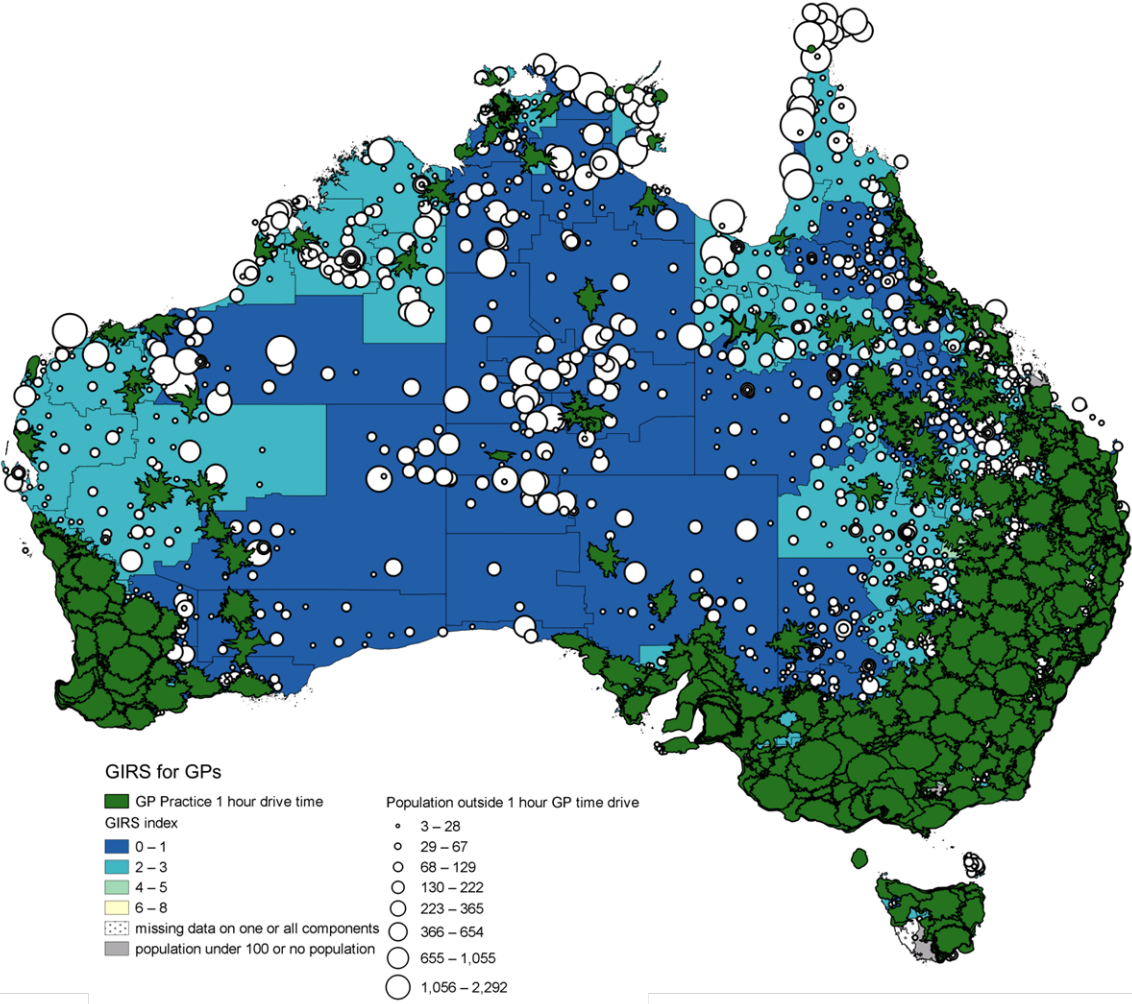 GIRS for GPs
GP Practice 1 hour drive time
GIRS index
0 – 1
2 – 3
4 – 5
6 – 8
missing data on one or all components
population under 100 or no population
Population outside 1 hour GP time drive
3 – 28
29 – 67
68 – 129
130 – 222
223 – 365
366 – 654
655 – 1,055
1,056 – 2,292